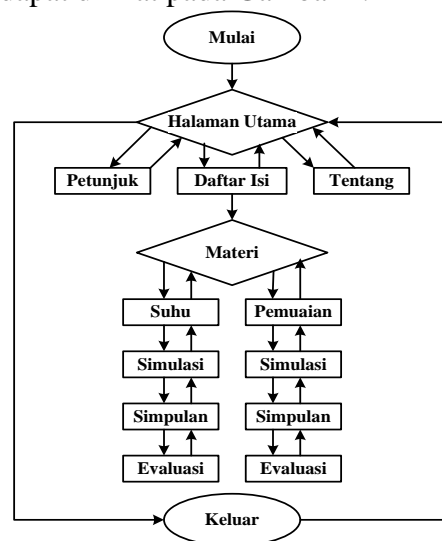 Mulai
Halaman Utama
Petunjuk Daftar Isi Tentang
Materi
Suhu Pemuaian
Simulasi Simulasi
Simpulan Simpulan
Evaluasi Evaluasi
Keluar